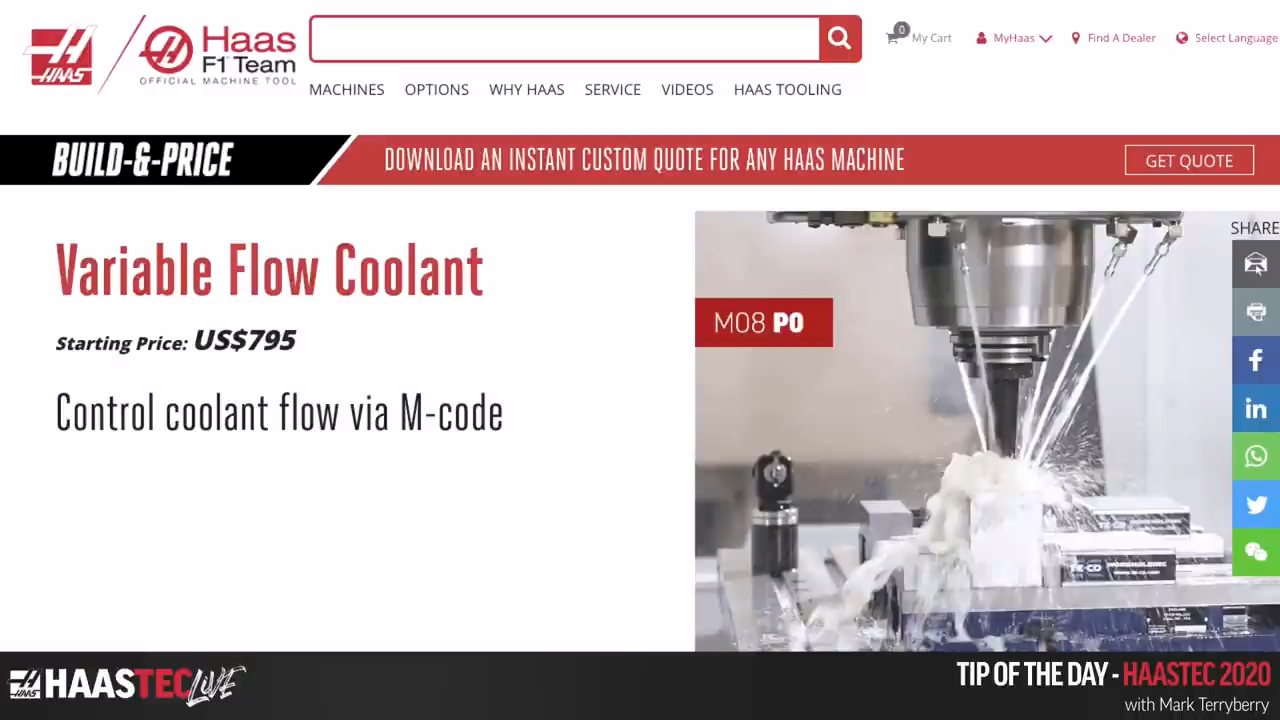 HAAS
Haas
F1 Team
OFFICIAL MACHINE TOOL
0
My Cart
MyHaas
Find A Dealer
Select Language
MACHINES
OPTIONS
WHY HAAS
SERVICE
VIDEOS
HAAS TOOLING
BUILD-&-PRICE
DOWNLOAD AN INSTANT CUSTOM QUOTE FOR ANY HAAS MACHINE
GET QUOTE
Variable Flow Coolant
Starting Price: US$795
Control coolant flow via M-code
M08 P0
SHARE
HAAS
HAASTEC LIVE
TIP OF THE DAY - HAASTEC 2020
with Mark Terryberry